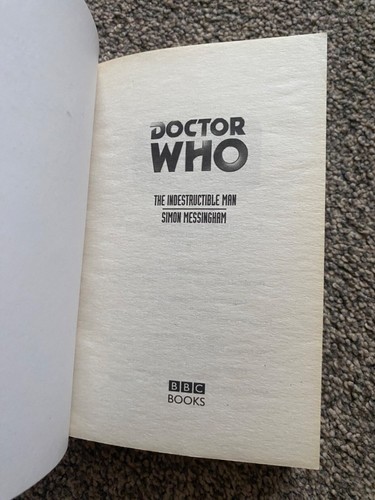 DOCTOR
WHO
THE INDESTRUCTIBLE MAN
SIMON MESSINGHAM
BBC
BOOKS